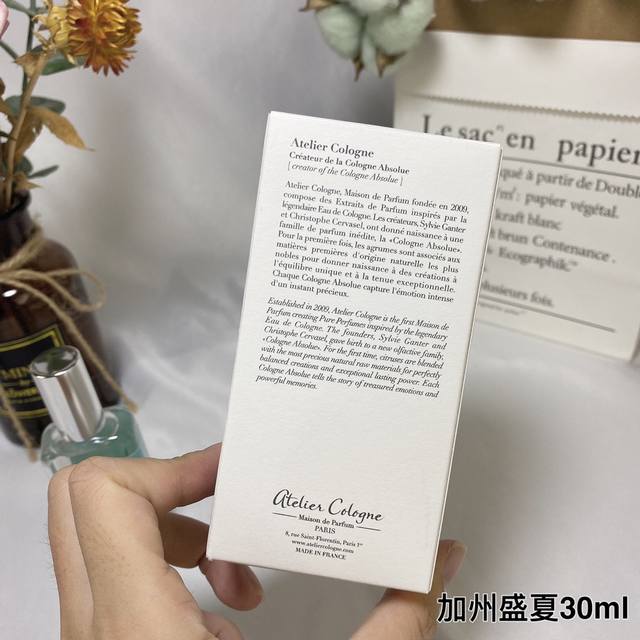 Atelier Cologne
Créateur de la Cologne Absolue
[ creator of the Cologne Absolue ]
Atelier Cologne, Maison de Parfum fondée en 2009,
compose des Extraits de Parfum inspirés par la
légendaire Eau de Cologne. Les créateurs, Sylvie Ganter
et Christophe Cervasel, ont donné naissance à une
famille de parfum inédite, la «Cologne Absolue».
Pour la première fois, les agrumes sont associés aux
matières premières d'origine naturelle les plus
nobles pour donner naissance à des créations à
l'équilibre unique et à la tenue exceptionnelle.
Chaque Cologne Absolue capture l'émotion intense
d'un instant précieux.
Established in 2009, Atelier Cologne is the first Maison de
Parfum creating Pure Perfumes inspired by the legendary
Eau de Cologne. The founders, Sylvie Ganter and
Christophe Cervasel, gave birth to a new olfactive family,
«Cologne Absolue». For the first time, citruses are blended
with the most precious natural raw materials for perfectly
balanced creations and exceptional lasting power. Each
Cologne Absolue tells the story of treasured emotions and
powerful memories.
Atelier Cologne
Maison de Parfum
PARIS
8, rue Saint-Florentin, Paris 1er
www.ateliercologne.com
MADE IN FRANCE
Le sac en papier
qué à partir de Double
papier végétal.
kraft blanc
brun Contenance .
Ecographik."
plusieurs fois.
加州盛夏30ml